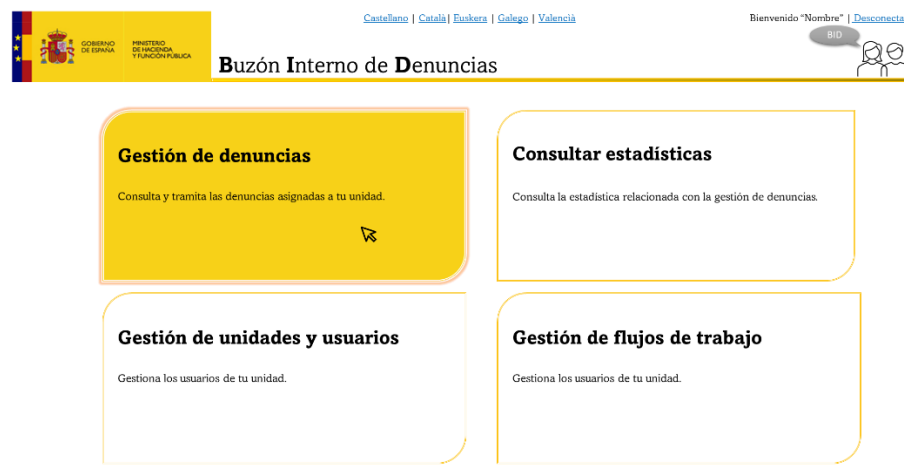 Castellano | Català | Euskera | Galego | Valencià
Bienvenido "Nombre" | Desconecta
BID
GOBIERNO
DE ESPAÑA
MINISTERIO
DE HACIENDA
Y FUNCIÓN PÚBLICA
Buzón Interno de Denuncias
Gestión de denuncias
Consulta y tramita las denuncias asignadas a tu unidad.
Consultar estadísticas
Consulta la estadística relacionada con la gestión de denuncias.
Gestión de unidades y usuarios
Gestiona los usuarios de tu unidad.
Gestión de flujos de trabajo
Gestiona los usuarios de tu unidad.